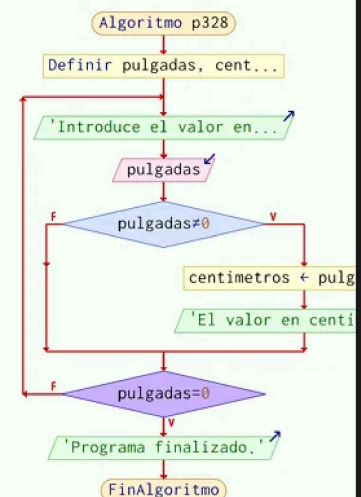 Algoritmo p328
Definir pulgadas, cent...
'Introduce el valor en...
pulgadas
pulgadas≠0
F
V
centimetros ← pulg
'El valor en centi
pulgadas=0
F
V
'Programa finalizado.'
FinAlgoritmo